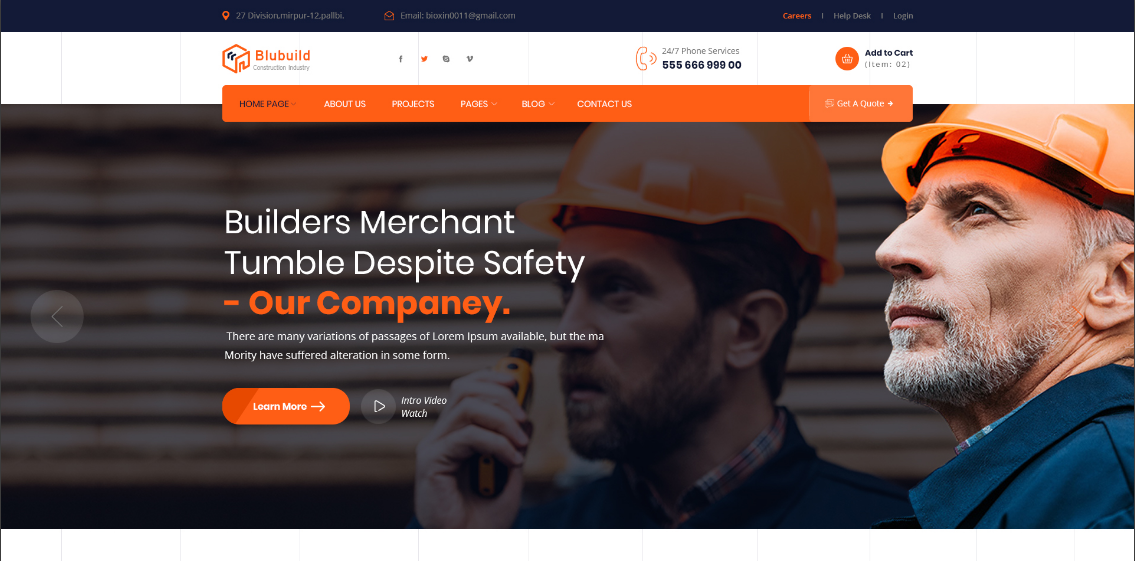 27 Division,mirpur-12,pallbi.
Email: bioxin0011@gmail.com
Careers | Help Desk | Login
Blubuild
Construction Industry
24/7 Phone Services
555 666 999 00
Add to Cart
(Item: 02)
HOME PAGE ABOUT US PROJECTS PAGES BLOG CONTACT US
Get A Quote
Builders Merchant
Tumble Despite Safety
- Our Companey.
There are many variations of passages of Lorem Ipsum available, but the ma
Mority have suffered alteration in some form.
Learn More
Intro Video
Watch